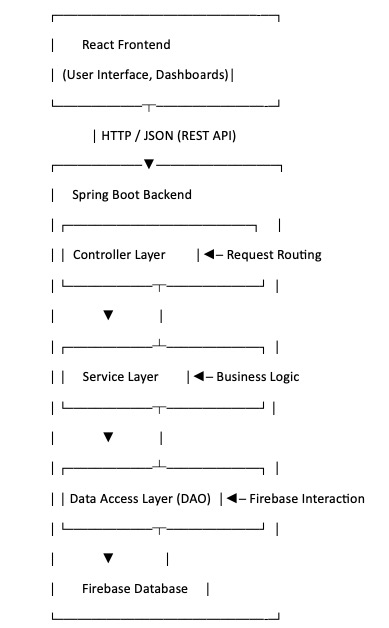 React Frontend
(User Interface, Dashboards)
HTTP / JSON (REST API)
Spring Boot Backend
Controller Layer ◄– Request Routing
Service Layer ◄– Business Logic
Data Access Layer (DAO) ◄– Firebase Interaction
Firebase Database